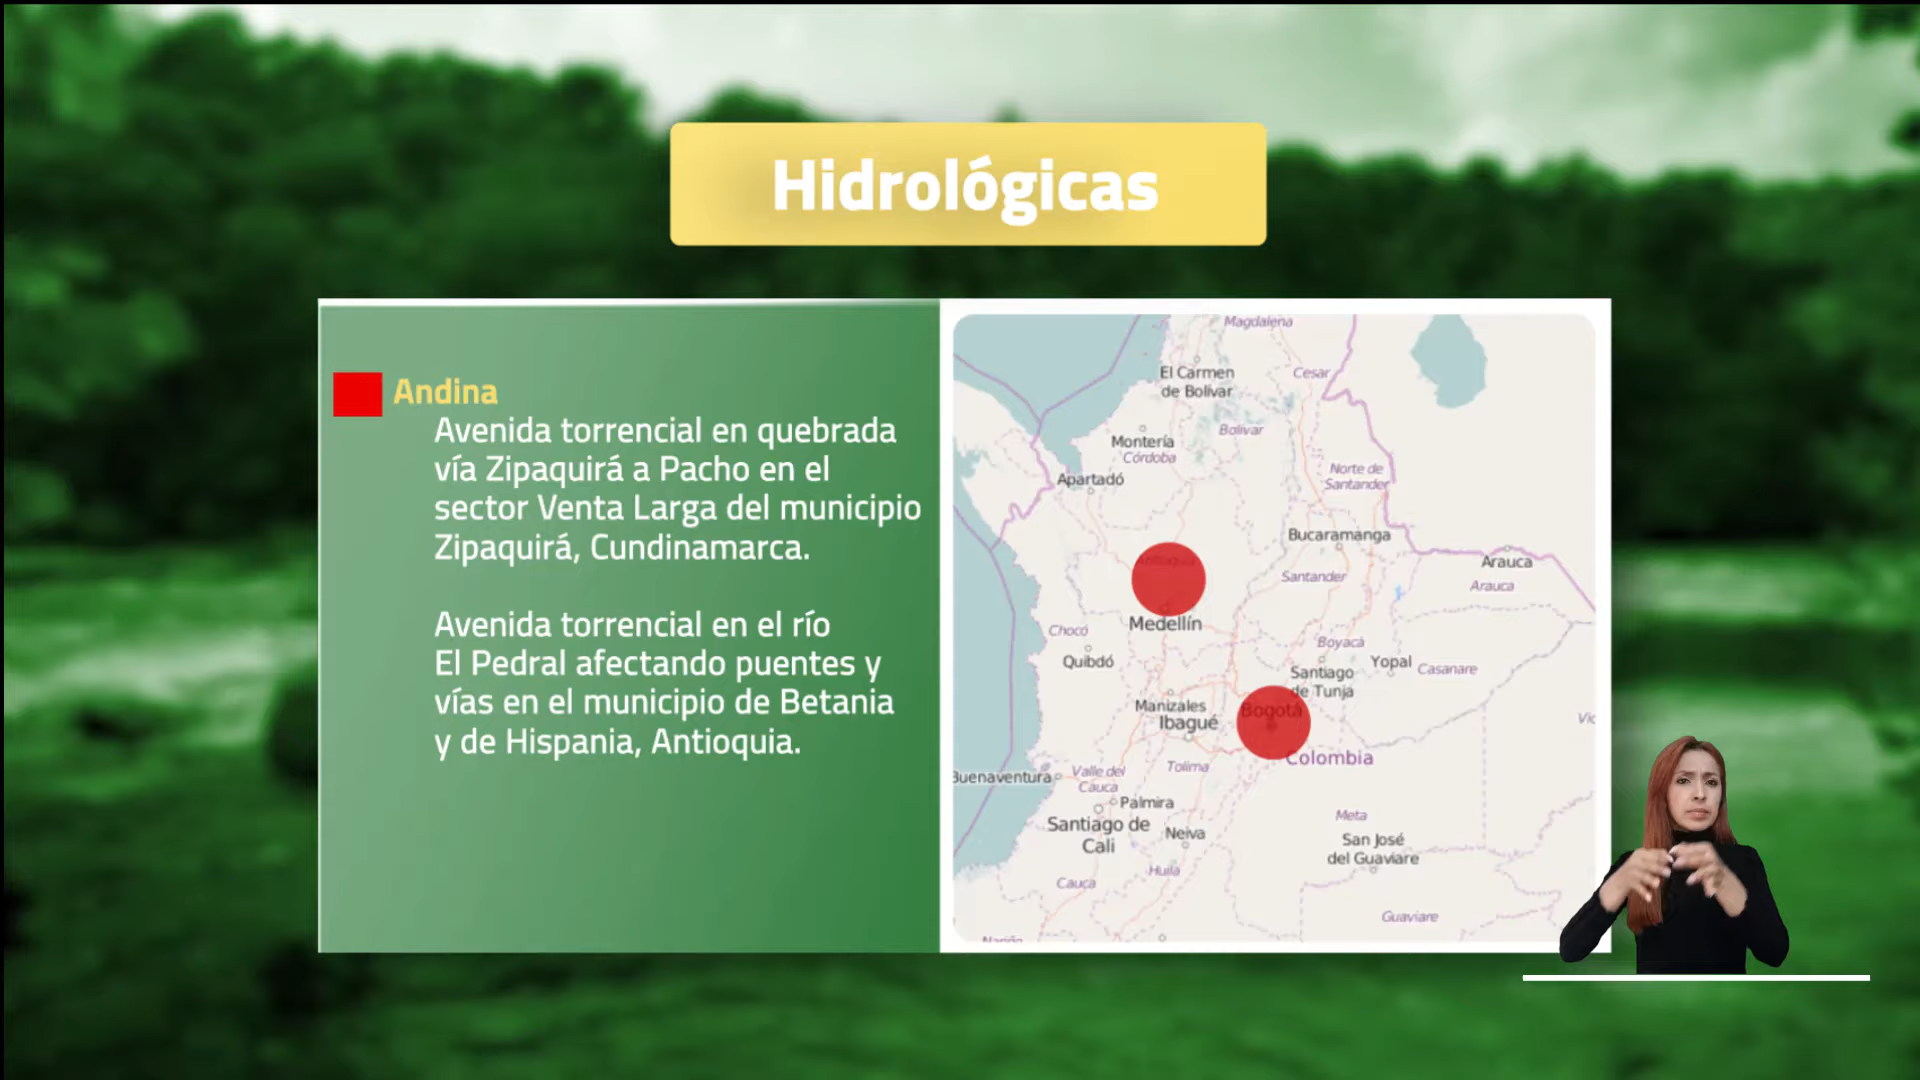 Hidrológicas
Andina
Avenida torrencial en quebrada
vía Zipaquirá a Pacho en el
sector Venta Larga del municipio
Zipaquirá, Cundinamarca.
Avenida torrencial en el río
El Pedral afectando puentes y
vías en el municipio de Betania
y de Hispania, Antioquia.
Magdalena
El Carmen
de Bolívar
Cesar
Montería
Bolívar
Córdoba
Apartadó
Norte de
Santander
Bucaramanga
Arauca
Antioquia
Santander
Arauca
Medellín
Chocó
Boyacá
Quibdó
Yopal
Casanare
Santiago
de Tunja
Manizales
Bogotá
Ibagué
Colombia
Buenaventura
Valle del
Cauca
Tolima
Palmira
Santiago de
Cali
Neiva
Meta
San José
del Guaviare
Huila
Cauca
Guaviare